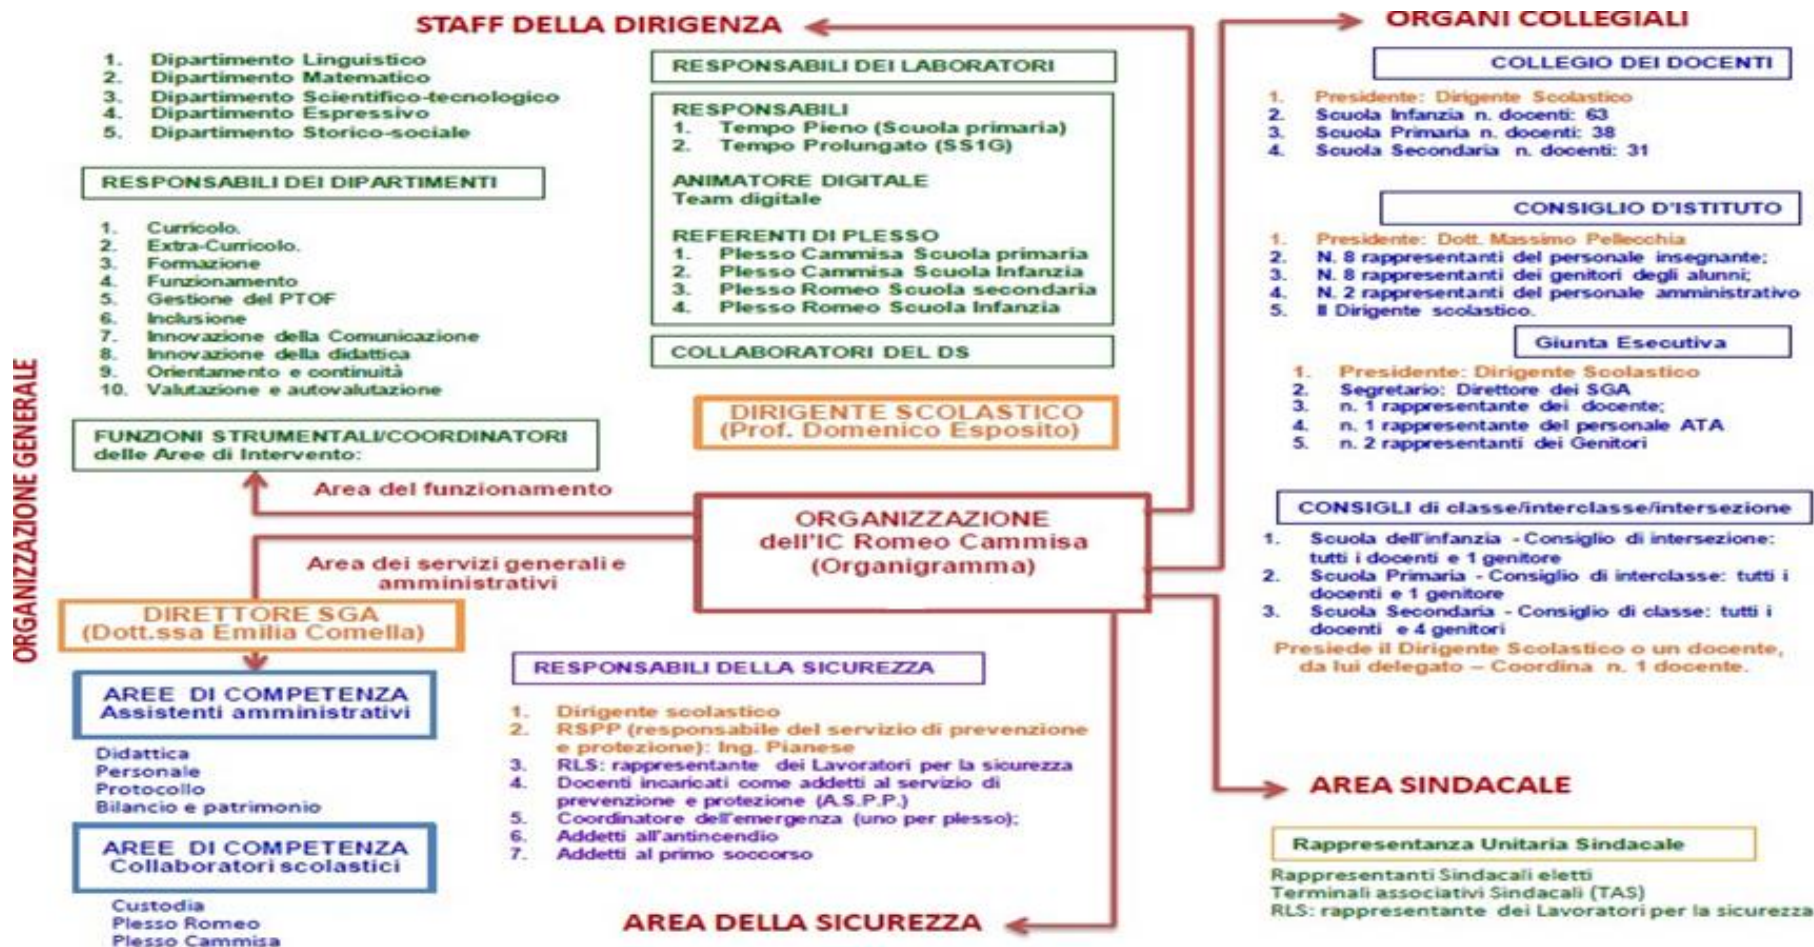 ORGANIZZAZIONE GENERALE
STAFF DELLA DIRIGENZA
1. Dipartimento Linguistico
2. Dipartimento Matematico
3. Dipartimento Scientifico-tecnologico
4. Dipartimento Espressivo
5. Dipartimento Storico-sociale
RESPONSABILI DEI DIPARTIMENTI
1. Curricolo.
2. Extra-Curricolo.
3. Formazione
4. Funzionamento
5. Gestione del PTOF
6. Inclusione
7. Innovazione della Comunicazione
8. Innovazione della didattica
9. Orientamento e continuità
10. Valutazione e autovalutazione
FUNZIONI STRUMENTALI/COORDINATORI
delle Aree di Intervento:
RESPONSABILI DEI LABORATORI
RESPONSABILI
1. Tempo Pieno (Scuola primaria)
2. Tempo Prolungato (SS1G)
ANIMATORE DIGITALE
Team digitale
REFERENTI DI PLESSO
1. Plesso Cammisa Scuola primaria
2. Plesso Cammisa Scuola Infanzia
3. Plesso Romeo Scuola secondaria
4. Plesso Romeo Scuola Infanzia
COLLABORATORI DEL DS
DIRIGENTE SCOLASTICO
(Prof. Domenico Esposito)
Area del funzionamento
ORGANIZZAZIONE
dell'IC Romeo Cammisa
(Organigramma)
Area dei servizi generali e
amministrativi
DIRETTORE SGA
(Dott.ssa Emilia Comella)
AREE DI COMPETENZA
Assistenti amministrativi
Didattica
Personale
Protocollo
Bilancio e patrimonio
AREE DI COMPETENZA
Collaboratori scolastici
Custodia
Plesso Romeo
Plesso Cammisa
RESPONSABILI DELLA SICUREZZA
1. Dirigente scolastico
2. RSPP (responsabile del servizio di prevenzione
e protezione): Ing. Pianese
3. RLS: rappresentante dei Lavoratori per la sicurezza
4. Docenti incaricati come addetti al servizio di
prevenzione e protezione (A.S.P.P.)
5. Coordinatore dell'emergenza (uno per plesso);
6. Addetti all'antincendio
7. Addetti al primo soccorso
AREA DELLA SICUREZZA
ORGANI COLLEGIALI
COLLEGIO DEI DOCENTI
1. Presidente: Dirigente Scolastico
2. Scuola Infanzia n. docenti: 63
3. Scuola Primaria n. docenti: 38
4. Scuola Secondaria n. docenti: 31
CONSIGLIO D'ISTITUTO
1. Presidente: Dott. Massimo Pellecchia
2. N. 8 rappresentanti del personale insegnante;
3. N. 8 rappresentanti dei genitori degli alunni;
4. N. 2 rappresentanti del personale amministrativo
5. Il Dirigente scolastico.
Giunta Esecutiva
1. Presidente: Dirigente Scolastico
2. Segretario: Direttore dei SGA
3. n. 1 rappresentante dei docente;
4. n. 1 rappresentante del personale ATA
5. n. 2 rappresentanti dei Genitori
CONSIGLI di classe/interclasse/intersezione
1. Scuola dell'infanzia - Consiglio di intersezione:
tutti i docenti e 1 genitore
2. Scuola Primaria - Consiglio di interclasse: tutti i
docenti e 1 genitore
3. Scuola Secondaria - Consiglio di classe: tutti i
docenti e 4 genitori
Presiede il Dirigente Scolastico o un docente,
da lui delegato – Coordina n. 1 docente.
AREA SINDACALE
Rappresentanza Unitaria Sindacale
Rappresentanti Sindacali eletti
Terminali associativi Sindacali (TAS)
RLS: rappresentante dei Lavoratori per la sicurezza